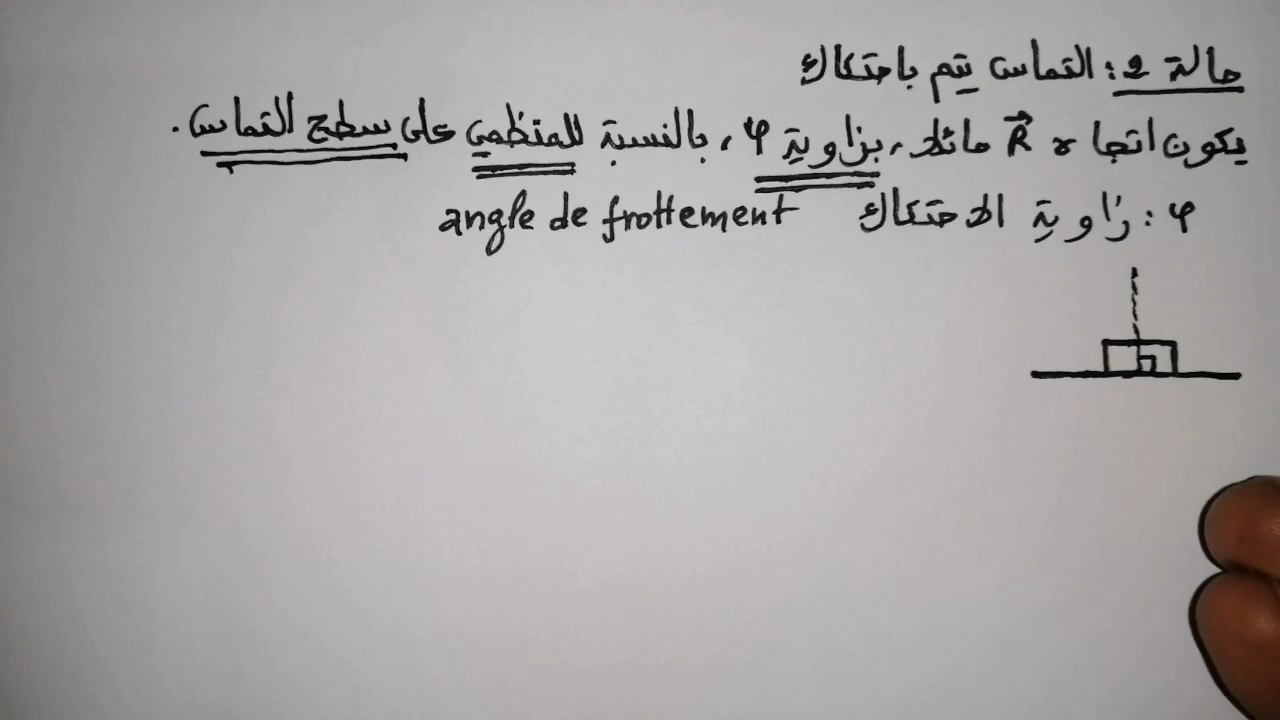 حالة 2: التماس يتم باحتكاك
يكون اتجاه R⃗ مائلا، بزاوية φ، بالنسبة للمنظمي على سطح التماس.
φ: زاوية الاحتكاك angle de frottement